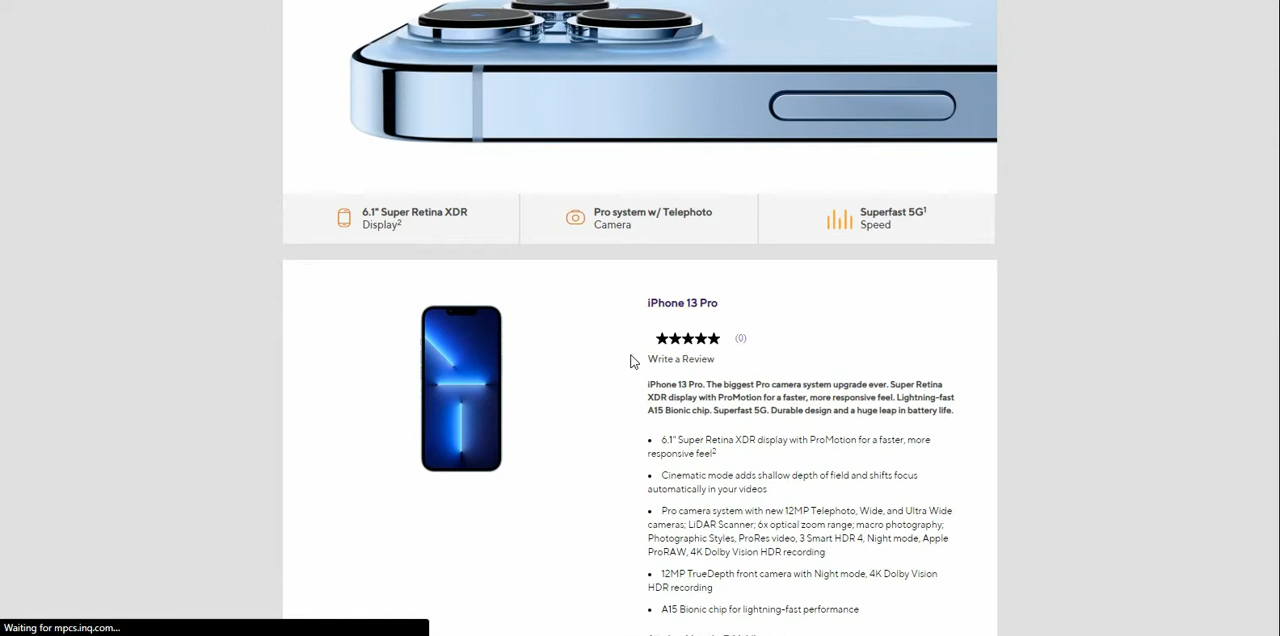 6.1" Super Retina XDR
Display²
Pro system w/ Telephoto
Camera
Superfast 5G¹
Speed
iPhone 13 Pro
(0)
Write a Review
iPhone 13 Pro. The biggest Pro camera system upgrade ever. Super Retina
XDR display with ProMotion for a faster, more responsive feel. Lightning-fast
A15 Bionic chip. Superfast 5G. Durable design and a huge leap in battery life.
• 6.1" Super Retina XDR display with ProMotion for a faster, more
responsive feel²
• Cinematic mode adds shallow depth of field and shifts focus
automatically in your videos
• Pro camera system with new 12MP Telephoto, Wide, and Ultra Wide
cameras; LiDAR Scanner; 6x optical zoom range; macro photography;
Photographic Styles, ProRes video, 3 Smart HDR 4, Night mode, Apple
ProRAW, 4K Dolby Vision HDR recording
• 12MP TrueDepth front camera with Night mode, 4K Dolby Vision
HDR recording
• A15 Bionic chip for lightning-fast performance
Waiting for mpcs.inq.com...